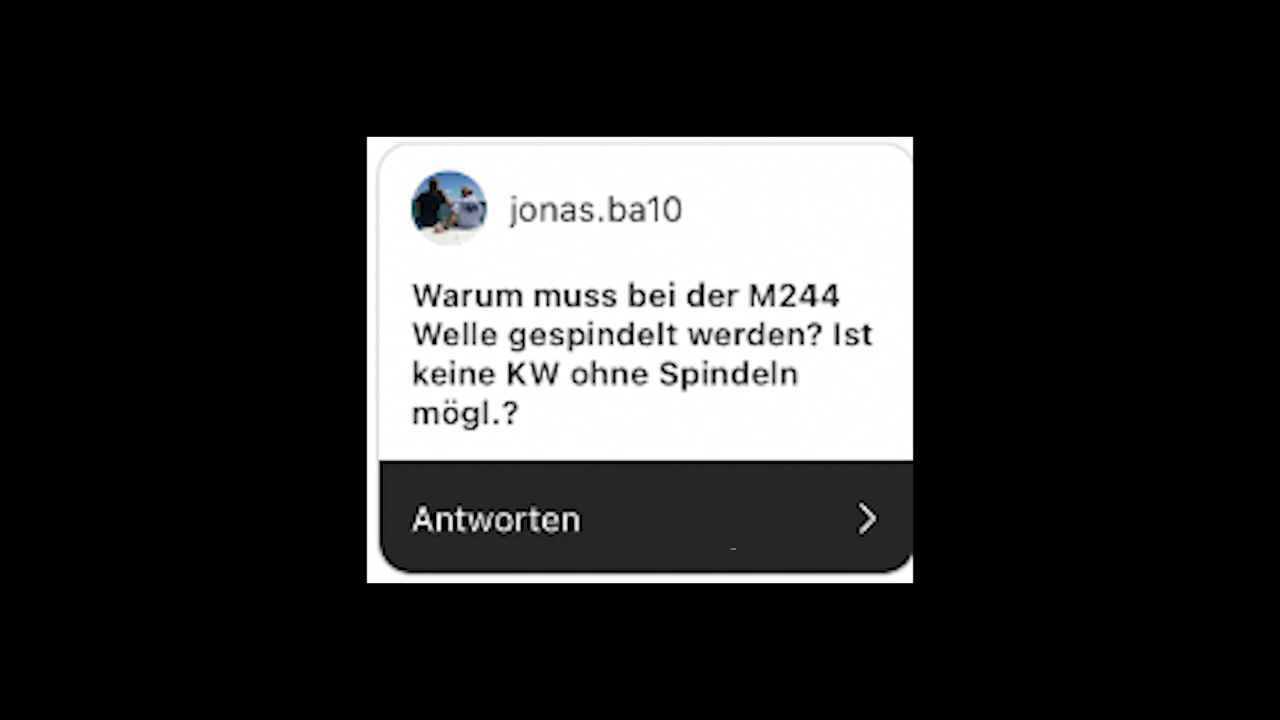 jonas.ba10
Warum muss bei der M244
Welle gespindelt werden? Ist
keine KW ohne Spindeln
mögl.?
Antworten